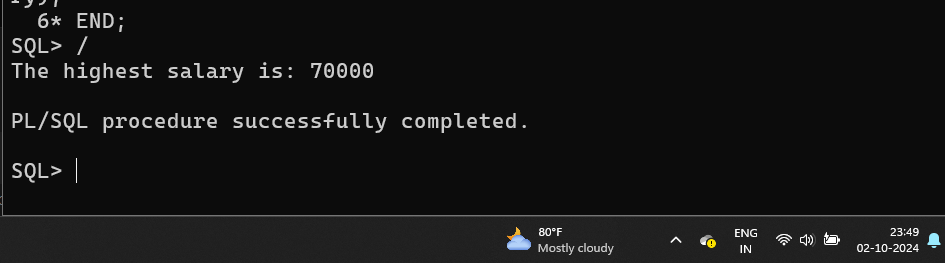 6* END;
SQL> /
The highest salary is: 70000
PL/SQL procedure successfully completed.
SQL>
80°F
Mostly cloudy
ENG
IN
23:49
02-10-2024